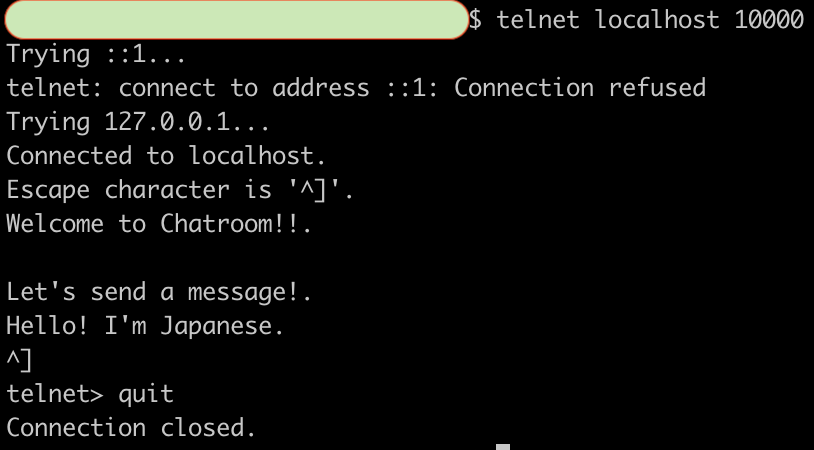 $ telnet localhost 10000
Trying ::1...
telnet: connect to address ::1: Connection refused
Trying 127.0.0.1...
Connected to localhost.
Escape character is '^]'.
Welcome to Chatroom!!.
Let's send a message!.
Hello! I'm Japanese.
^]
telnet> quit
Connection closed.